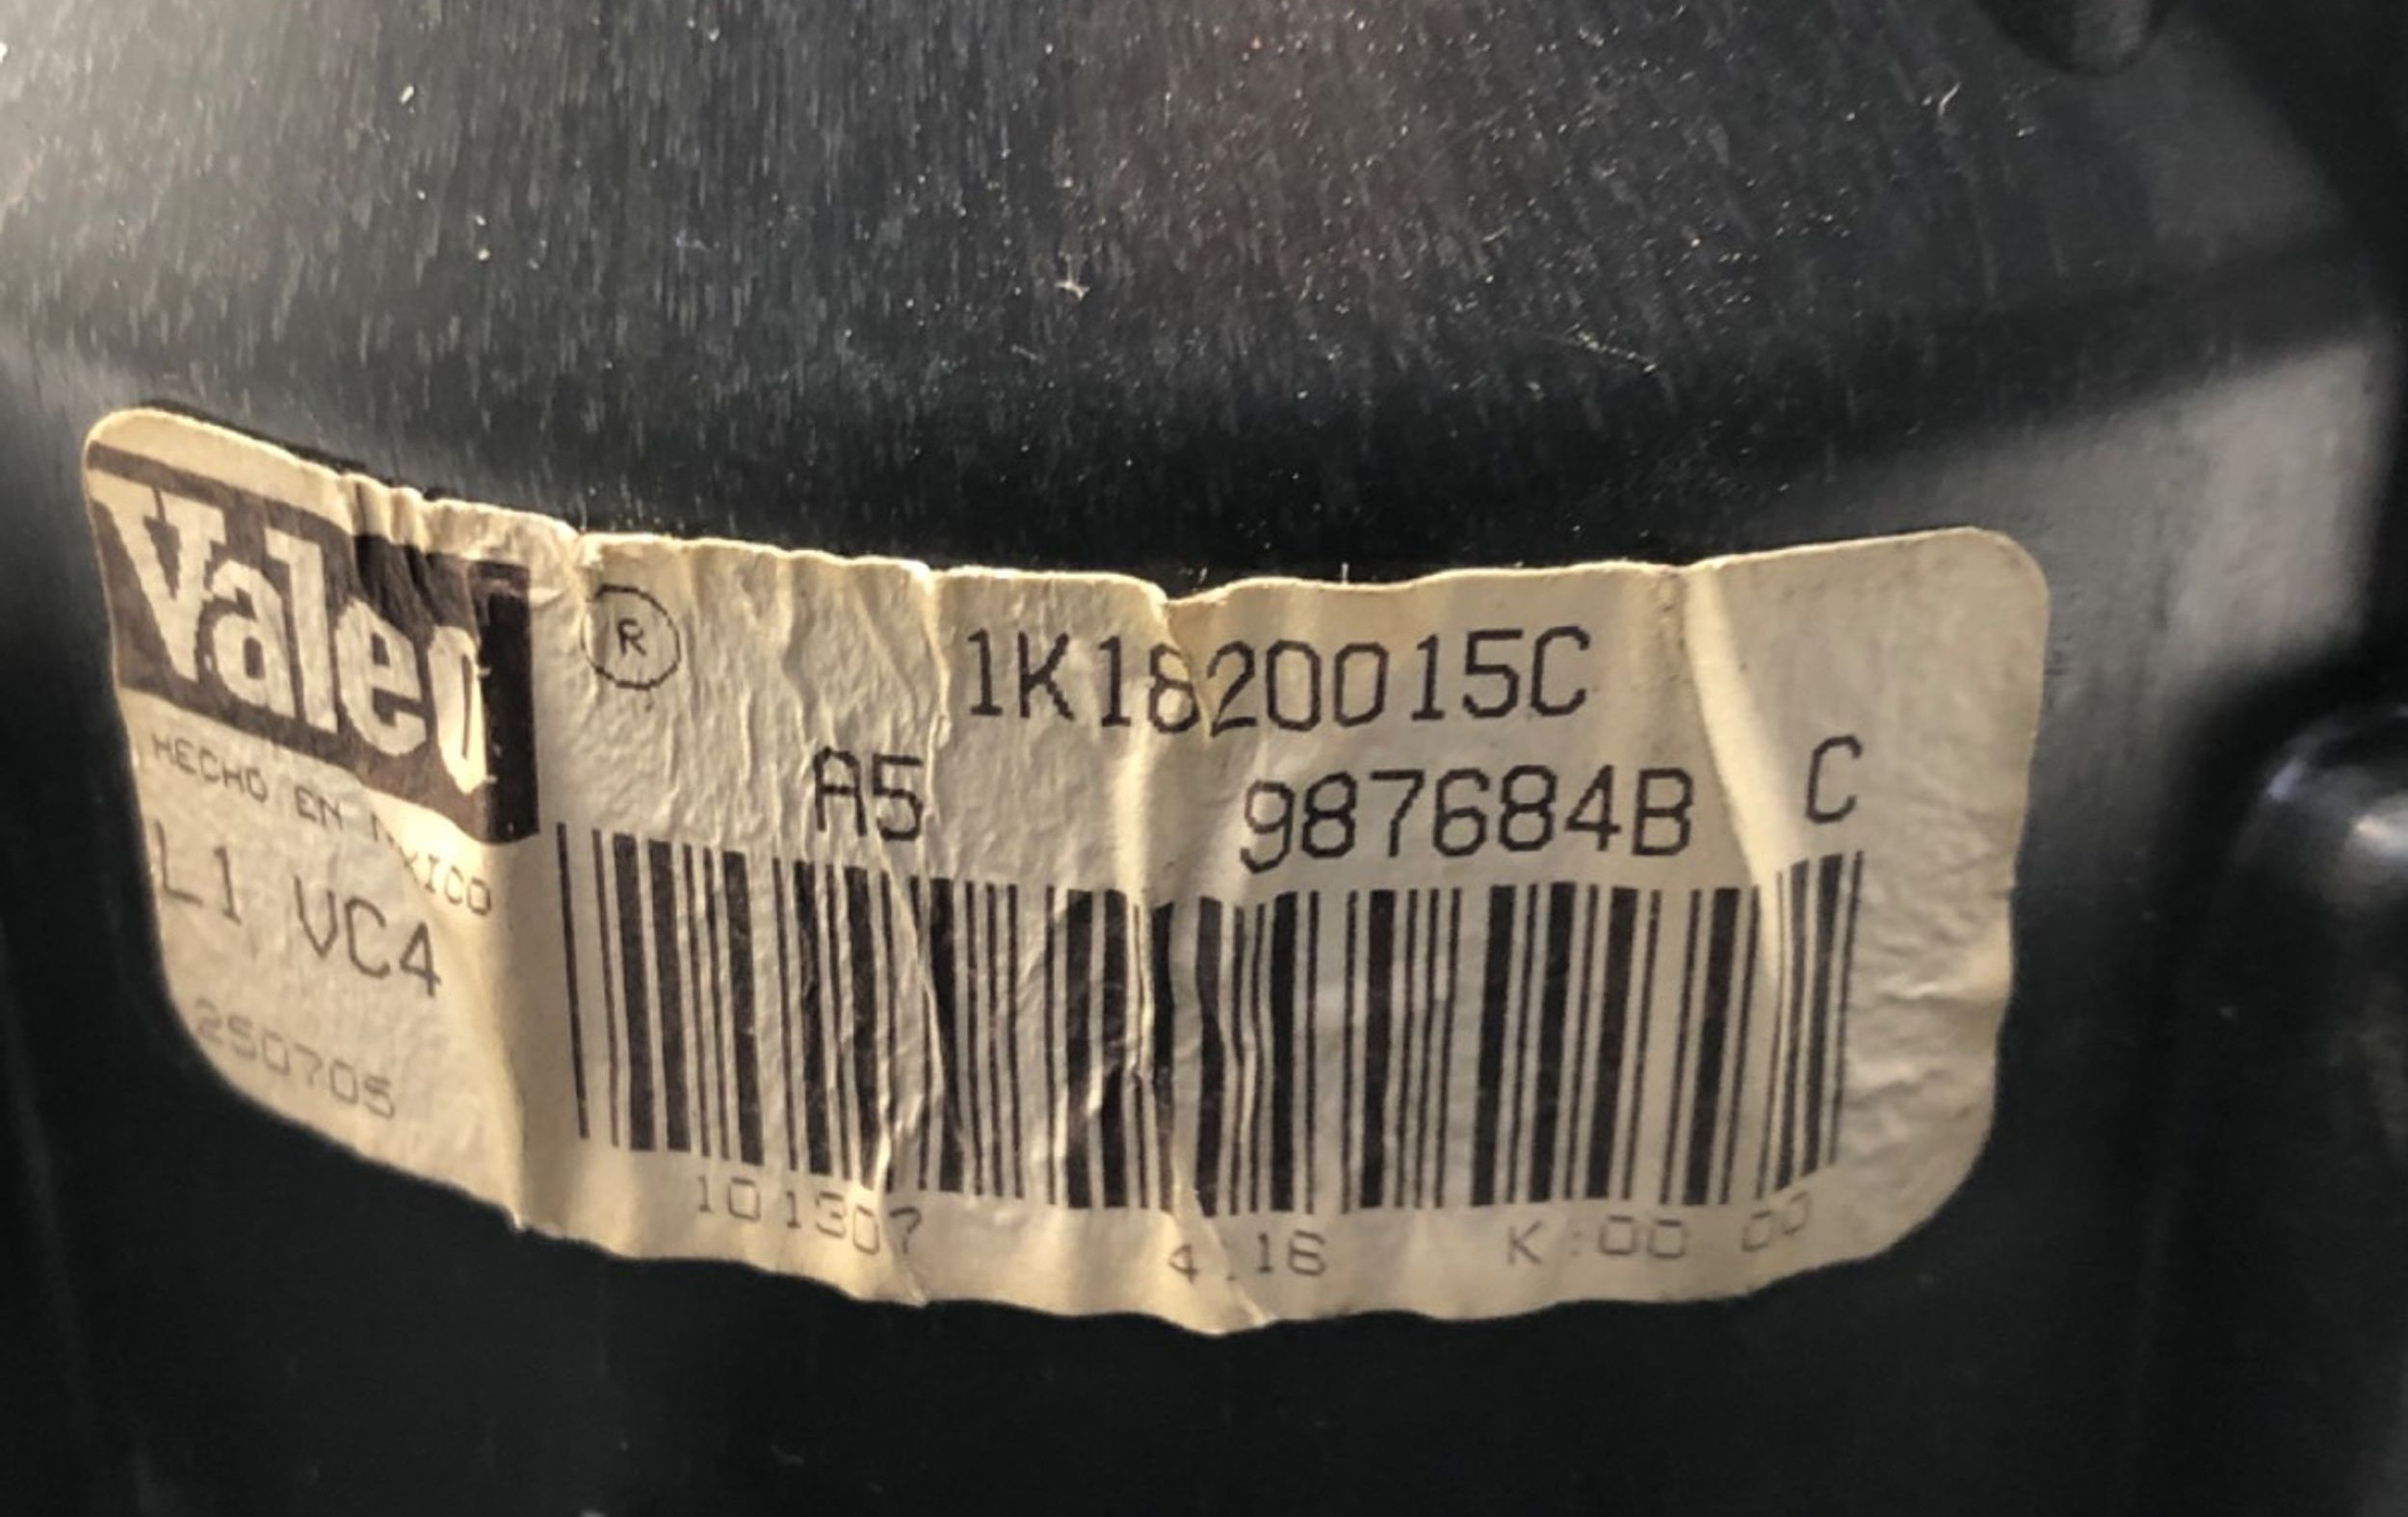 Valeo ®
1K1820015C
A5 987684B C
HECHO EN MEXICO
L1 VC4
250705
101307 4.16 K:00 00